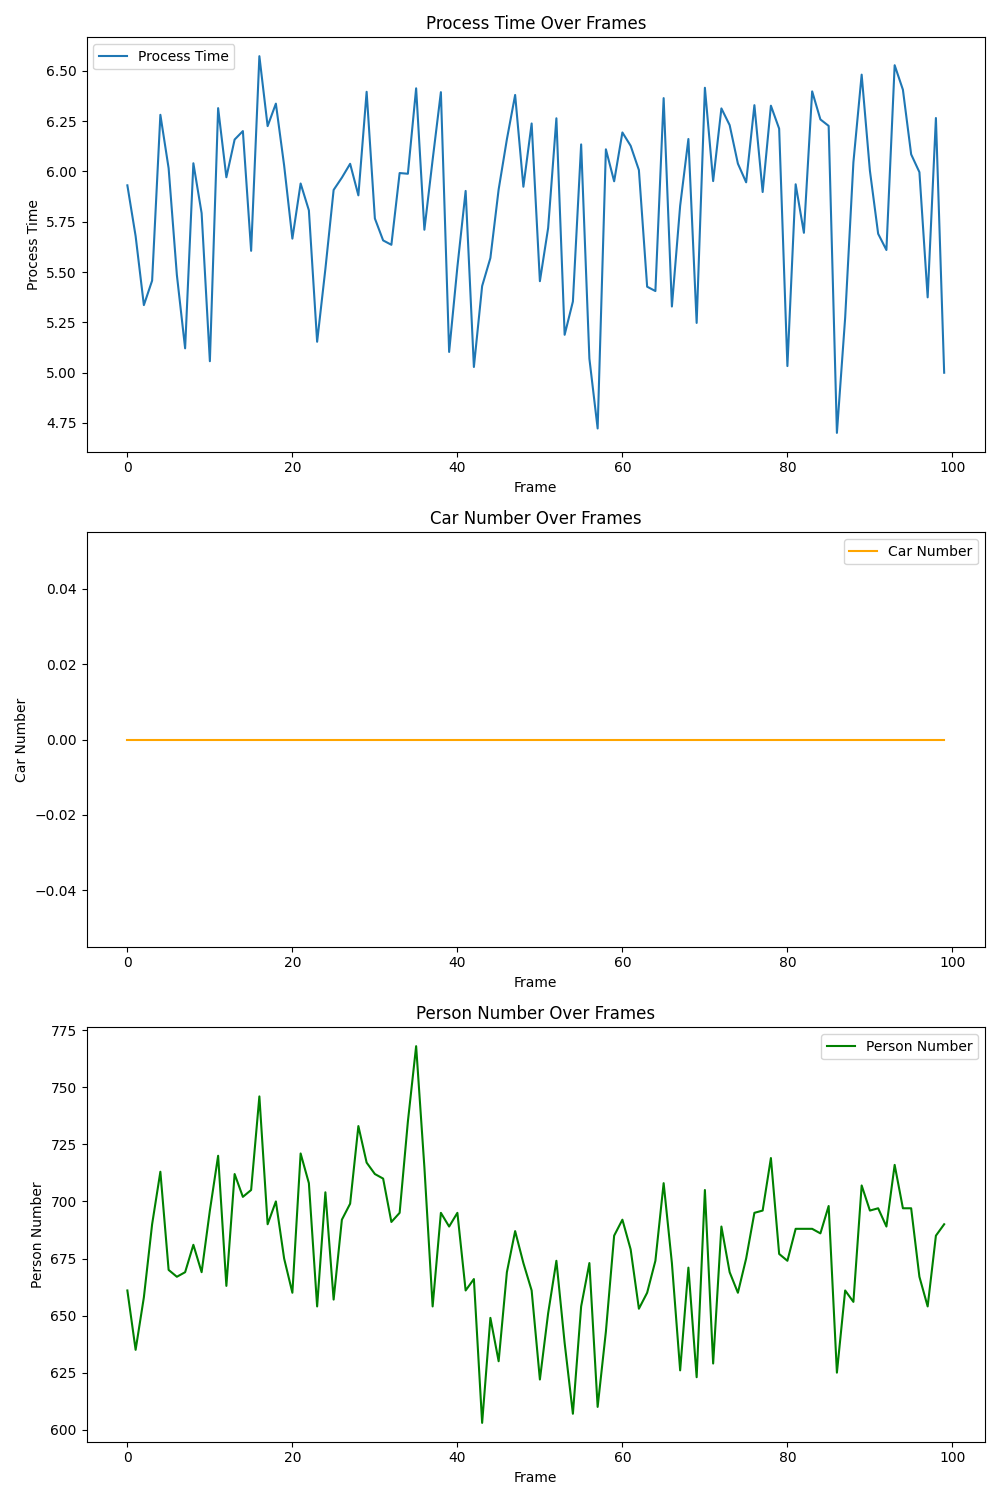 Process Time Over Frames
Process Time
Process Time
6.50
6.25
6.00
5.75
5.50
5.25
5.00
4.75
0 20 40 60 80 100
Frame
Car Number Over Frames
Car Number
Car Number
0.04
0.02
0.00
−0.02
−0.04
0 20 40 60 80 100
Frame
Person Number Over Frames
Person Number
Person Number
775
750
725
700
675
650
625
600
0 20 40 60 80 100
Frame